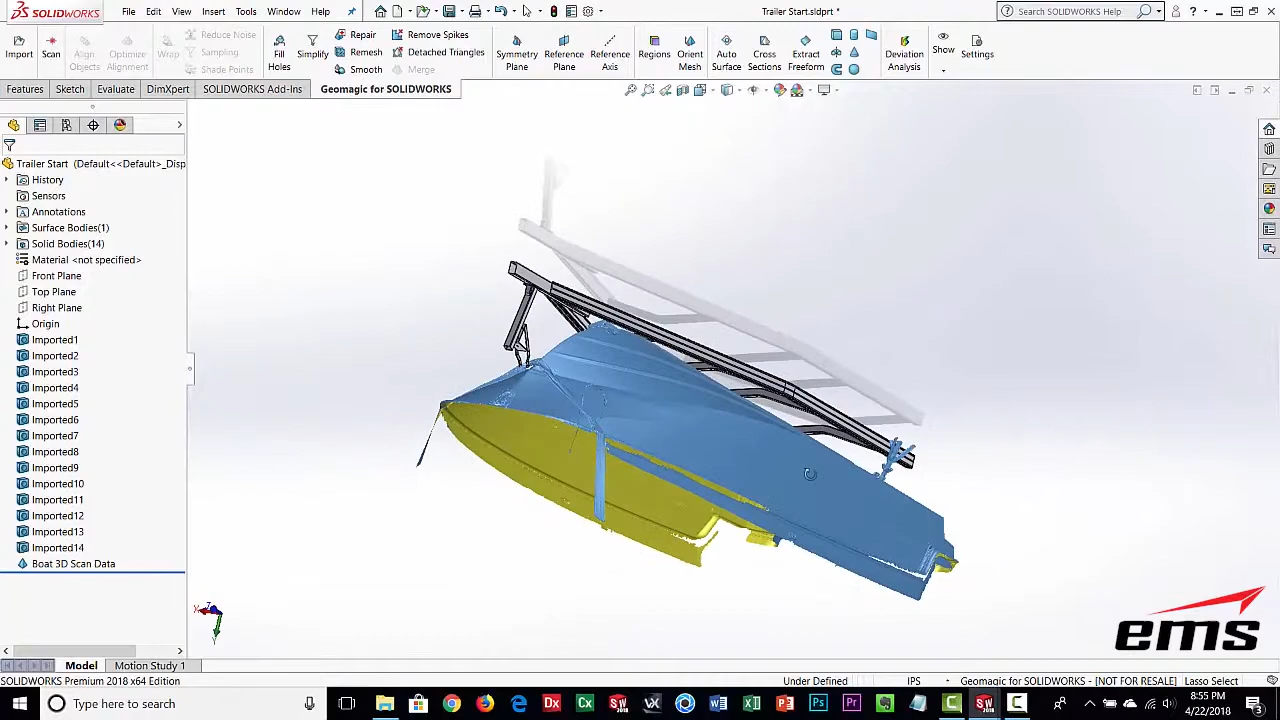 SOLIDWORKS File Edit View Insert Tools Window Help Trailer Start.sldprt * Search SOLIDWORKS Help
Import Scan Align Objects Optimize Alignment Wrap Reduce Noise Sampling Shade Points Fill Holes Simplify Repair Remesh Smooth Remove Spikes Detached Triangles Merge Symmetry Plane Reference Plane Reference Axis Regions Orient Mesh Auto Surface Cross Sections Extract Freeform Deviation Analysis Show Settings
Features Sketch Evaluate DimXpert SOLIDWORKS Add-Ins Geomagic for SOLIDWORKS
Trailer Start (Default<<Default>_Disp
History
Sensors
Annotations
Surface Bodies(1)
Solid Bodies(14)
Material <not specified>
Front Plane
Top Plane
Right Plane
Origin
Imported1
Imported2
Imported3
Imported4
Imported5
Imported6
Imported7
Imported8
Imported9
Imported10
Imported11
Imported12
Imported13
Imported14
Boat 3D Scan Data
ems
Model Motion Study 1
SOLIDWORKS Premium 2018 x64 Edition Under Defined IPS Geomagic for SOLIDWORKS - [NOT FOR RESALE] Lasso Select
Type here to search 8:55 PM
4/22/2018